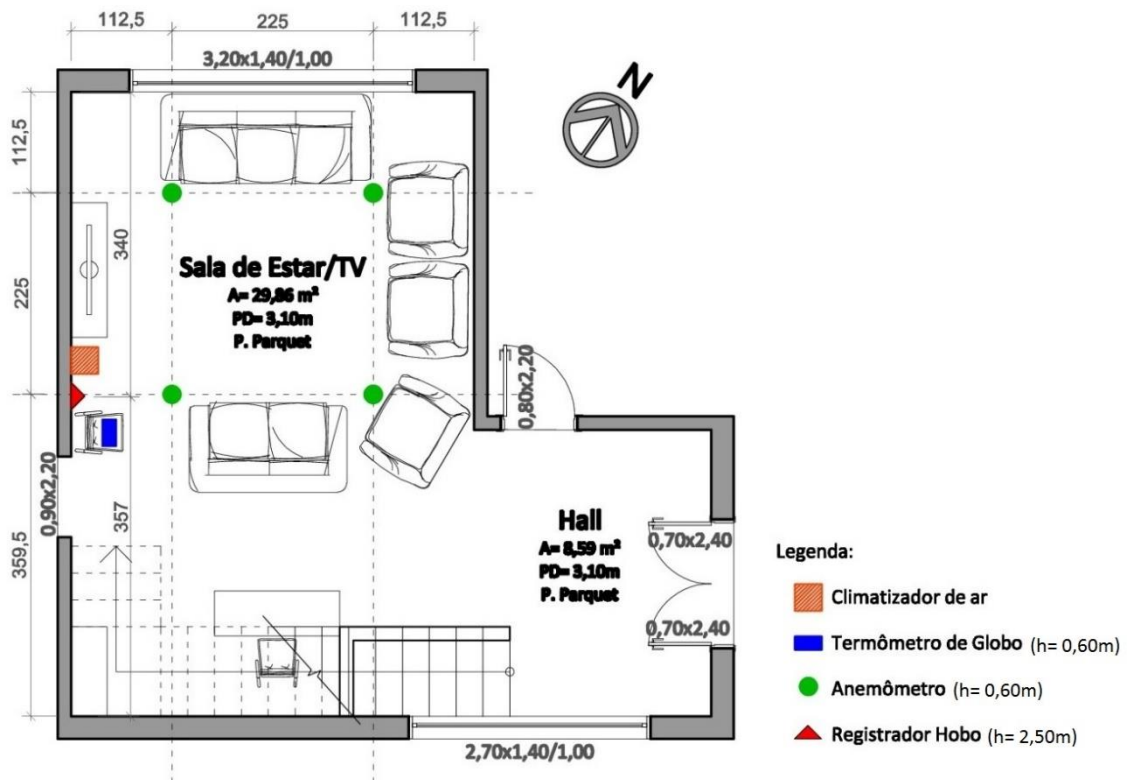 112,5
225
112,5
3,20x1,40/1,00
N
112,5
340
225
Sala de Estar/TV
A= 29,86 m²
PD= 3,10m
P. Parquet
0,80x2,20
0,90x2,20
357
359,5
Hall
A= 8,59 m²
PD= 3,10m
P. Parquet
0,70x2,40
0,70x2,40
2,70x1,40/1,00
Legenda:
Climatizador de ar
Termômetro de Globo (h= 0,60m)
Anemômetro (h= 0,60m)
Registrador Hobo (h= 2,50m)